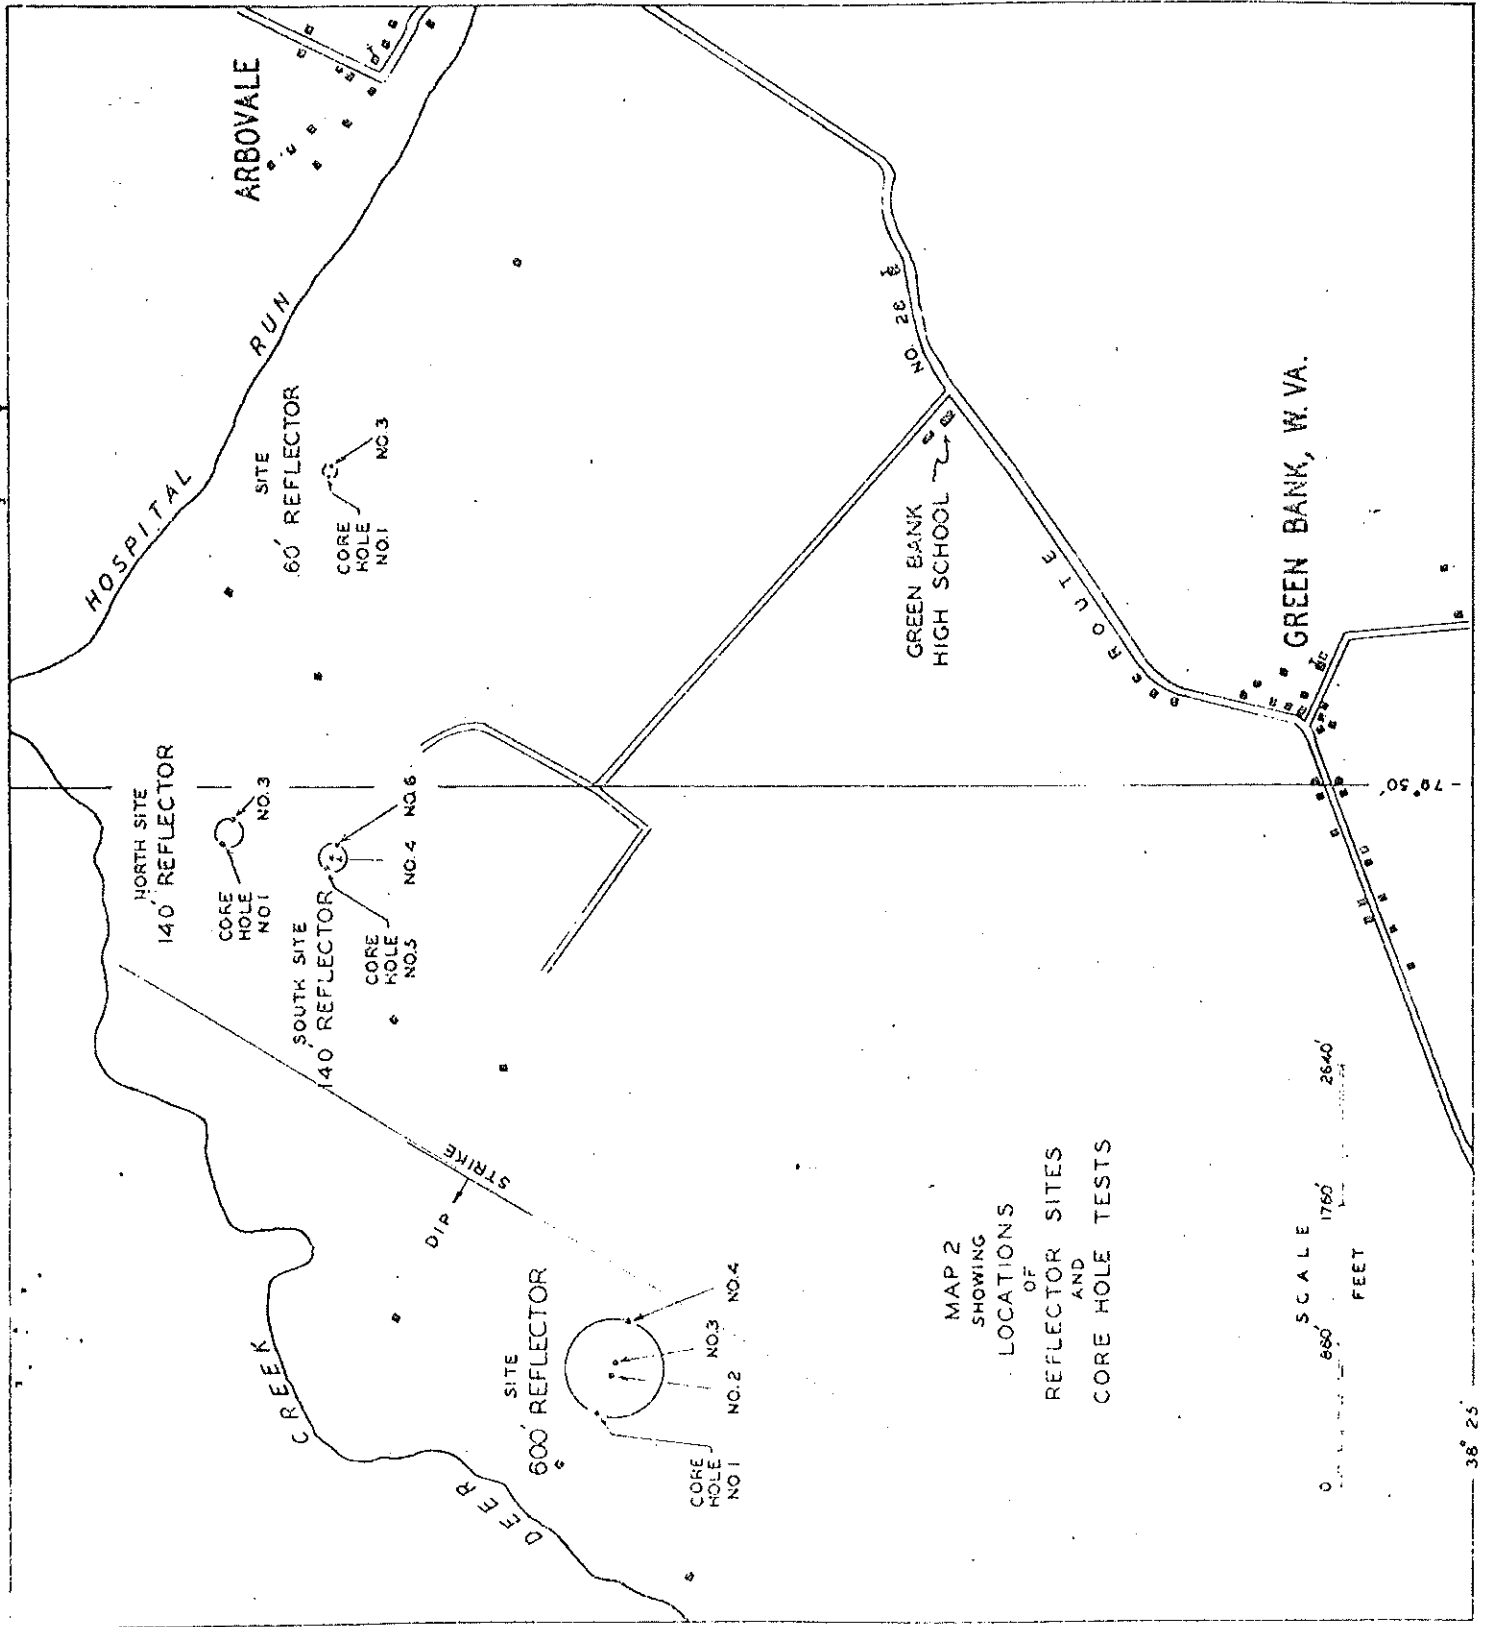 ARBOVALE
HOSPITAL RUN
SITE
60' REFLECTOR
CORE
HOLE
NO.1
NO.3
NORTH SITE
140' REFLECTOR
CORE
HOLE
NO 1
NO.3
SOUTH SITE
140' REFLECTOR
CORE
HOLE
NO.5
NO.4
NO.6
STRIKE
DIP
DEER CREEK
SITE
600' REFLECTOR
CORE
HOLE
NO 1
NO.2
NO.3
NO.4
GREEN BANK
HIGH SCHOOL
ROUTE
NO 28
GREEN BANK, W. VA.
MAP 2
SHOWING
LOCATIONS
OF
REFLECTOR SITES
AND
CORE HOLE TESTS
SCALE
0 880' 1760' 2640'
FEET
79° 50'
38° 25'